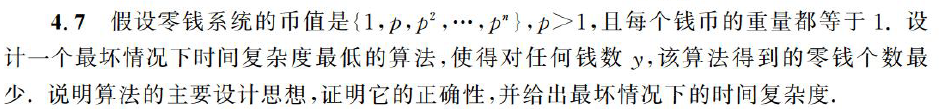 4.7 假设零钱系统的币值是{1,p,p²,…,pⁿ},p>1,且每个钱币的重量都等于 1. 设
计一个最坏情况下时间复杂度最低的算法,使得对任何钱数 y,该算法得到的零钱个数最
少. 说明算法的主要设计思想,证明它的正确性,并给出最坏情况下的时间复杂度.